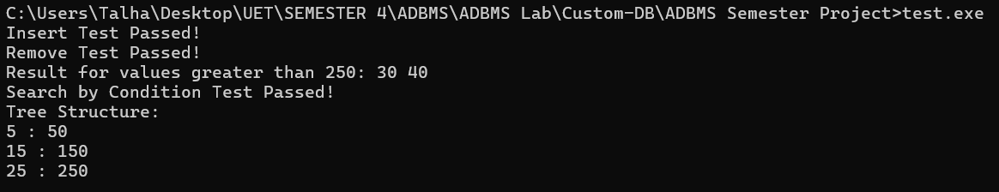 C:\Users\Talha\Desktop\UET\SEMESTER 4\ADBMS\ADBMS Lab\Custom-DB\ADBMS Semester Project>test.exe
Insert Test Passed!
Remove Test Passed!
Result for values greater than 250: 30 40
Search by Condition Test Passed!
Tree Structure:
5 : 50
15 : 150
25 : 250